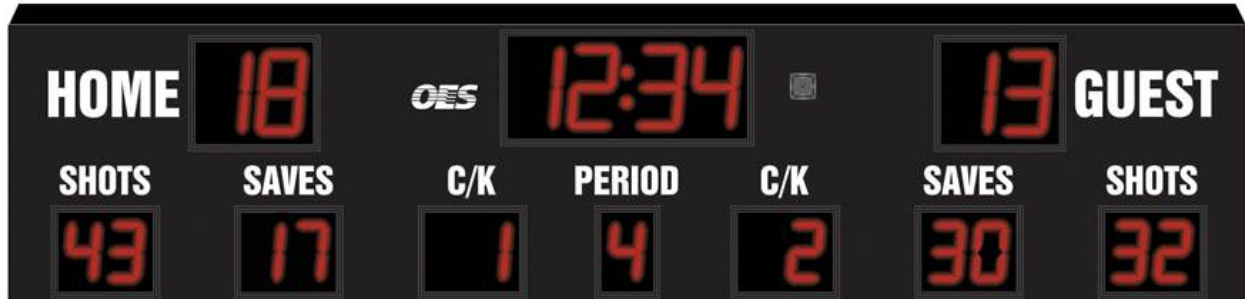 HOME 18 OES 12:34 13 GUEST
SHOTS SAVES C/K PERIOD C/K SAVES SHOTS
43 17 1 4 2 30 32